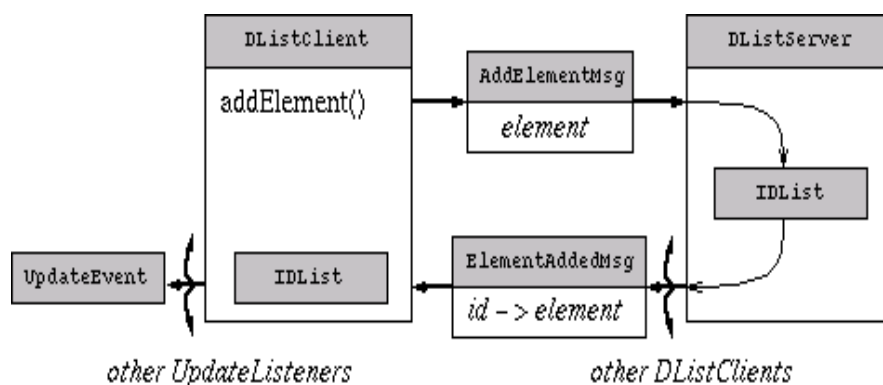 DListClient
DListServer
AddElementMsg
addElement()
element
IDList
ElementAddedMsg
UpdateEvent
IDList
id -> element
other UpdateListeners
other DListClients